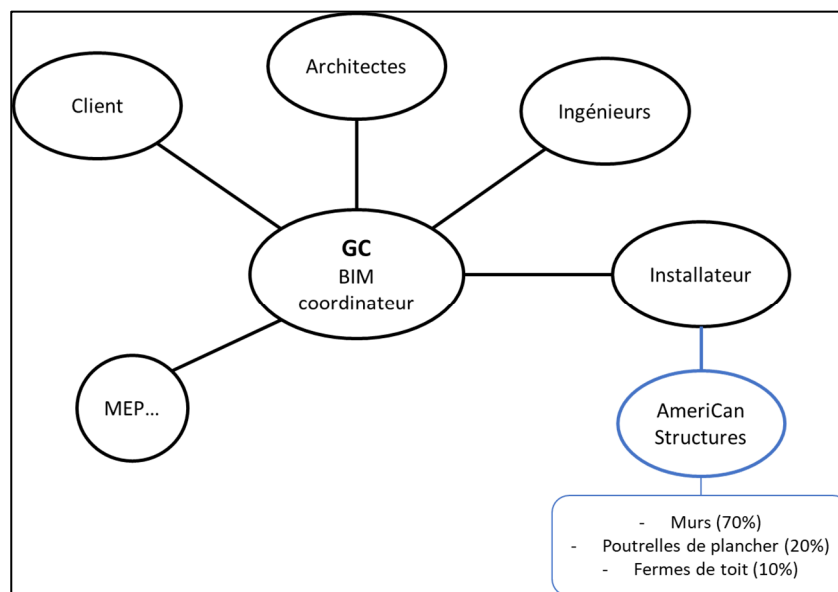 Architectes
Client
Ingénieurs
GC
BIM
coordinateur
Installateur
MEP...
AmeriCan
Structures
- Murs (70%)
- Poutrelles de plancher (20%)
- Fermes de toit (10%)